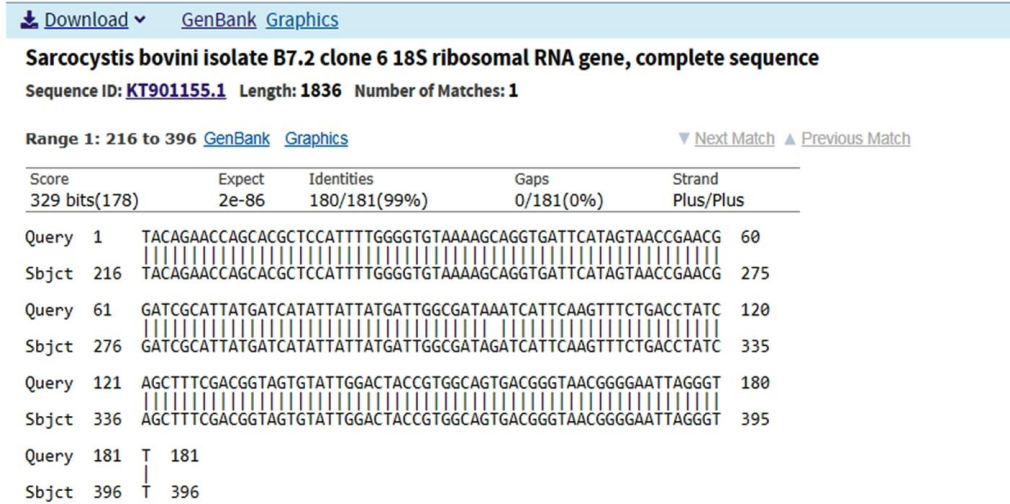 Download GenBank Graphics
Sarcocystis bovini isolate B7.2 clone 6 18S ribosomal RNA gene, complete sequence
Sequence ID: KT901155.1 Length: 1836 Number of Matches: 1
Range 1: 216 to 396 GenBank Graphics ▼ Next Match ▲ Previous Match
Score Expect Identities Gaps Strand
329 bits(178) 2e-86 180/181(99%) 0/181(0%) Plus/Plus
Query 1 TACAGAACCAGCACGCTCCATTTTGGGGTGTAAAAGCAGGTGATTCATAGTAACCGAACG 60
Sbjct 216 TACAGAACCAGCACGCTCCATTTTGGGGTGTAAAAGCAGGTGATTCATAGTAACCGAACG 275
Query 61 GATCGCATTATGATCATATTATTATGATTGGCGATAAATCATTCAAGTTTCTGACCTATC 120
Sbjct 276 GATCGCATTATGATCATATTATTATGATTGGCGATAGATCATTCAAGTTTCTGACCTATC 335
Query 121 AGCTTTCGACGGTAGTGTATTGGACTACCGTGGCAGTGACGGGTAACGGGGAATTAGGGT 180
Sbjct 336 AGCTTTCGACGGTAGTGTATTGGACTACCGTGGCAGTGACGGGTAACGGGGAATTAGGGT 395
Query 181 T 181
Sbjct 396 T 396